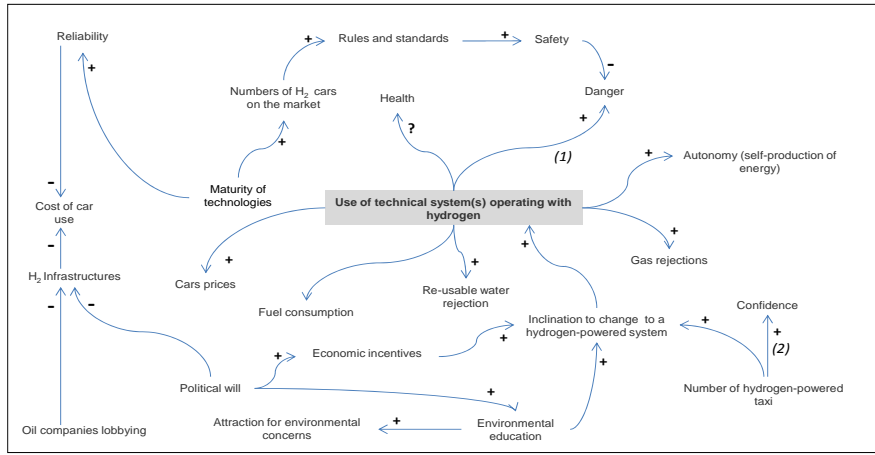 Reliability
+
Rules and standards
+
Safety
+
–
Numbers of H2 cars
on the market
Health
Danger
?
+
+
(1)
+
Autonomy (self-production of
energy)
–
Maturity of
technologies
Use of technical system(s) operating with
hydrogen
Cost of car
use
–
+
+
+
+
H2 Infrastructures
Cars prices
Re-usable water
rejection
Gas rejections
–
–
Fuel consumption
Inclination to change to a
hydrogen-powered system
Confidence
+
+
(2)
+
+
Economic incentives
+
Political will
+
Number of hydrogen-powered
taxi
Oil companies lobbying
Attraction for environmental
concerns
+
Environmental
education